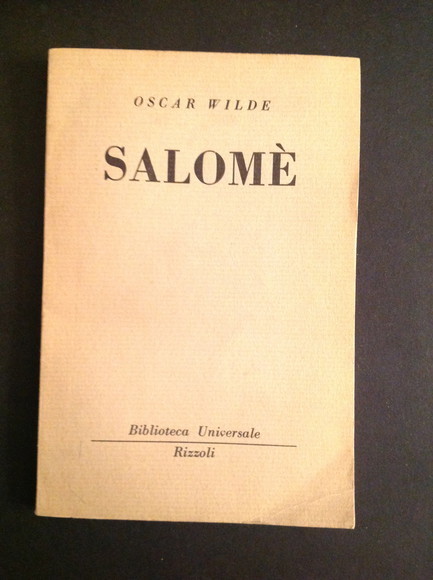 OSCAR WILDE
SALOMÈ
Biblioteca Universale
Rizzoli